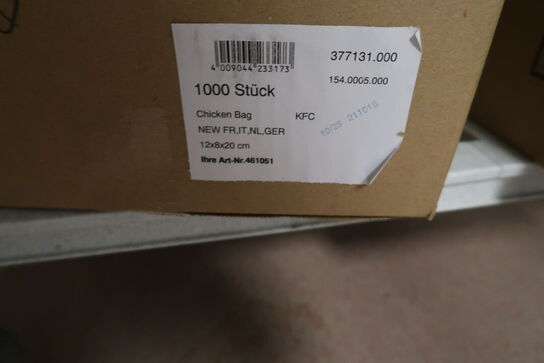 4 009044 233173
377131.000
154.0005.000
1000 Stück
Chicken Bag KFC
NEW FR,IT,NL,GER
10/25 211018
12x8x20 cm
Ihre Art-Nr.461051